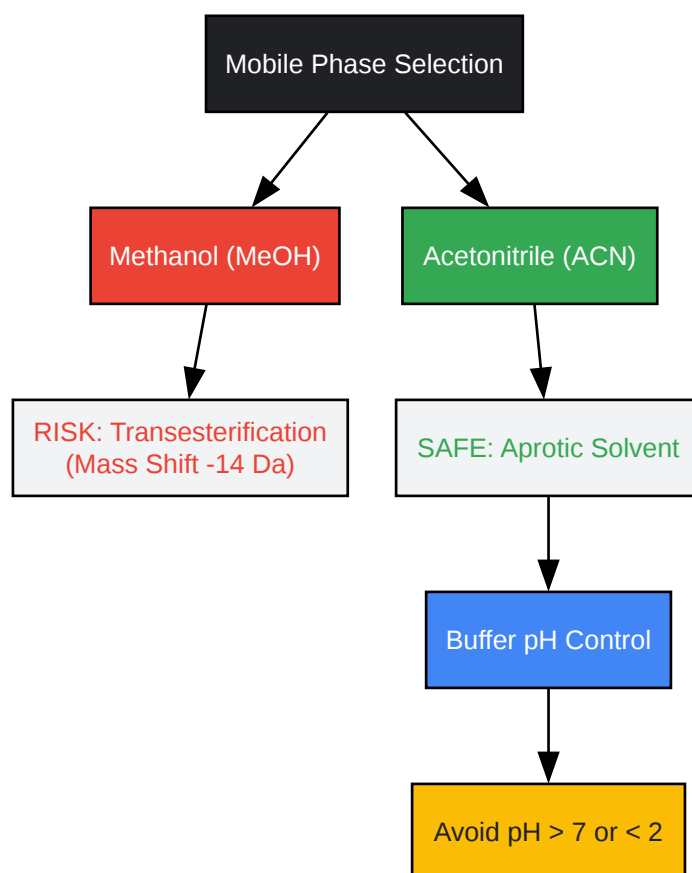 Mobile Phase Selection
Methanol (MeOH)
Acetonitrile (ACN)
RISK: Transesterification
(Mass Shift -14 Da)
SAFE: Aprotic Solvent
Buffer pH Control
Avoid pH > 7 or < 2